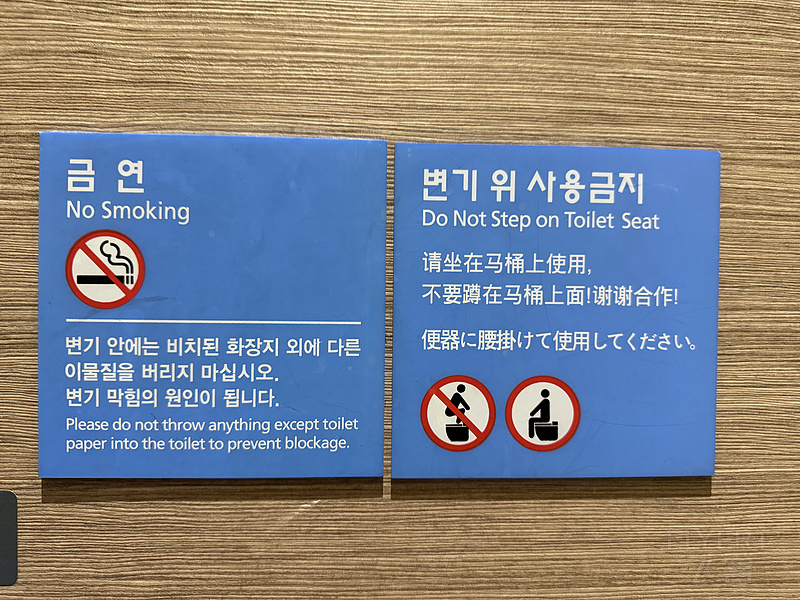 금 연
No Smoking
변기 안에는 비치된 화장지 외에 다른
이물질을 버리지 마십시오.
변기 막힘의 원인이 됩니다.
Please do not throw anything except toilet
paper into the toilet to prevent blockage.
변기 위 사용금지
Do Not Step on Toilet Seat
请坐在马桶上使用,
不要蹲在马桶上面!谢谢合作!
便器に腰掛けて使用してください。